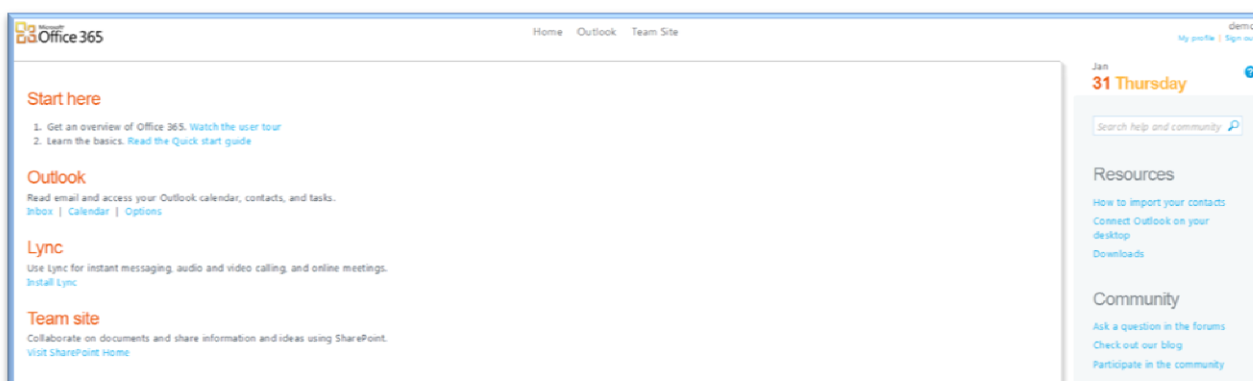 Microsoft
Office 365
Home Outlook Team Site
demo
My profile | Sign out
Start here
1. Get an overview of Office 365. Watch the user tour
2. Learn the basics. Read the Quick start guide
Outlook
Read email and access your Outlook calendar, contacts, and tasks.
Inbox | Calendar | Options
Lync
Use Lync for instant messaging, audio and video calling, and online meetings.
Install Lync
Team site
Collaborate on documents and share information and ideas using SharePoint.
Visit SharePoint Home
Jan
31 Thursday
?
Search help and community
Resources
How to import your contacts
Connect Outlook on your
desktop
Downloads
Community
Ask a question in the forums
Check out our blog
Participate in the community